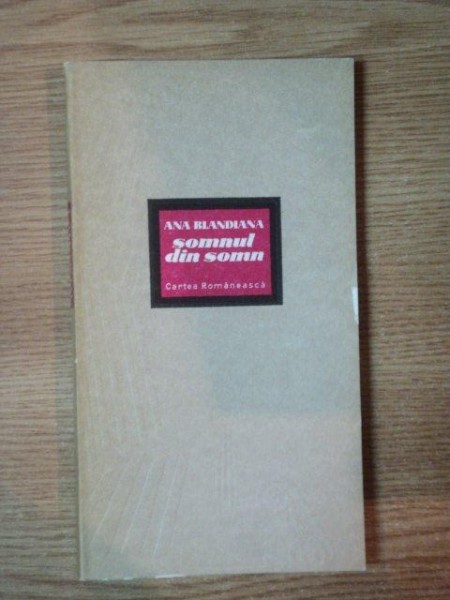 ANA BLANDIANA
somnul
din somn
Cartea Românească